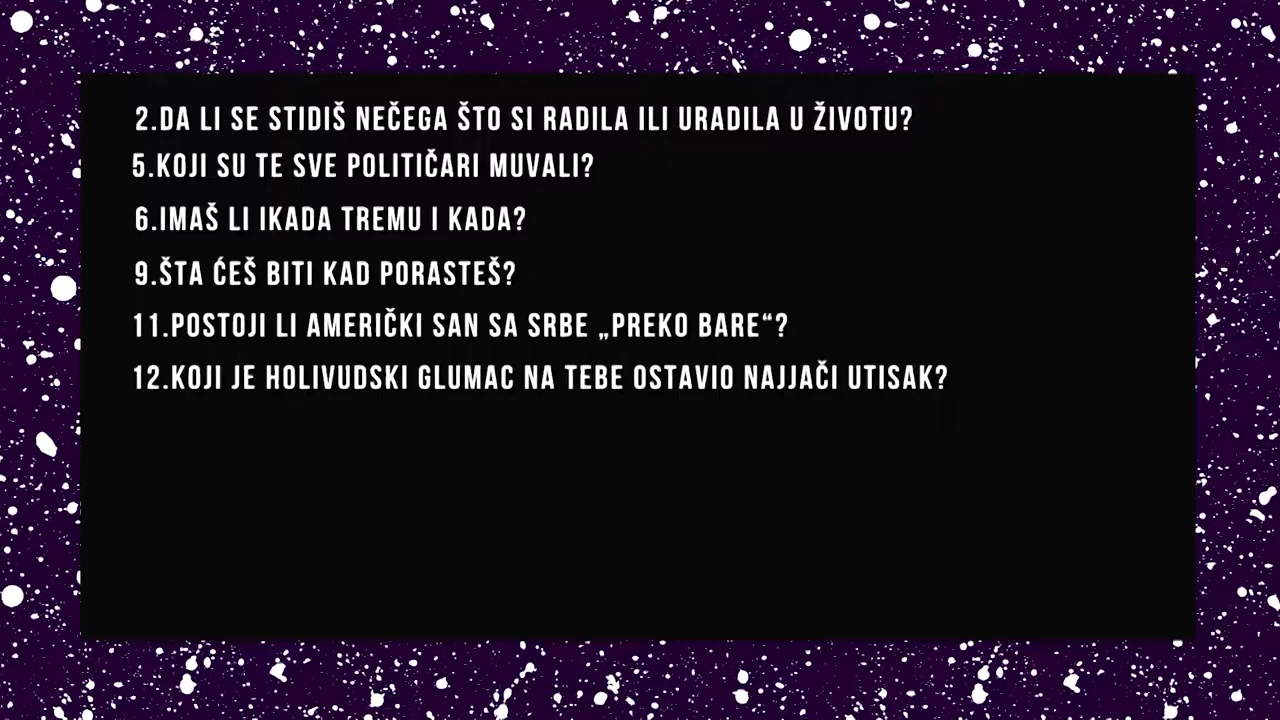 2.DA LI SE STIDIŠ NEČEGA ŠTO SI RADILA ILI URADILA U ŽIVOTU?
5.KOJI SU TE SVE POLITIČARI MUVALI?
6.IMAŠ LI IKADA TREMU I KADA?
9.ŠTA ĆEŠ BITI KAD PORASTEŠ?
11.POSTOJI LI AMERIČKI SAN SA SRBE „PREKO BARE“?
12.KOJI JE HOLIVUDSKI GLUMAC NA TEBE OSTAVIO NAJJAČI UTISAK?